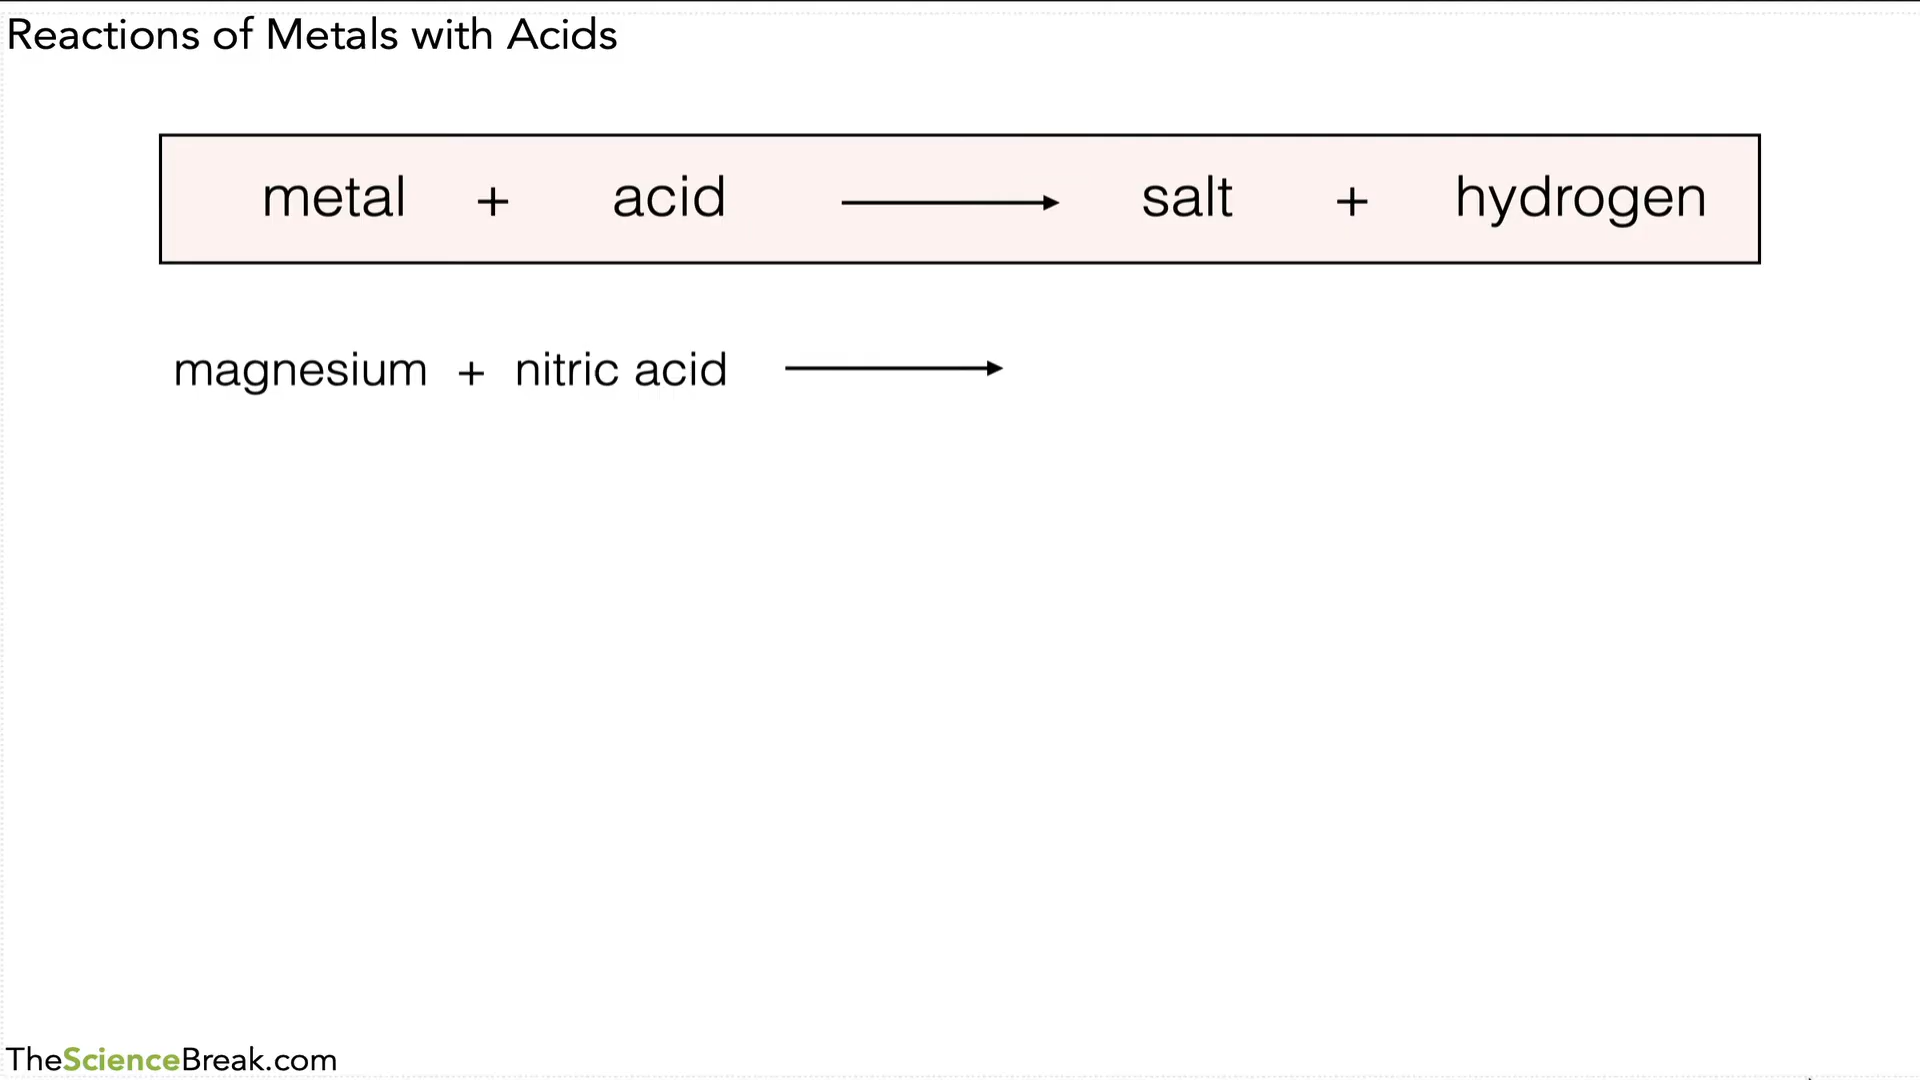 Reactions of Metals with Acids
metal + acid ⟶ salt + hydrogen
magnesium + nitric acid ⟶
TheScienceBreak.com